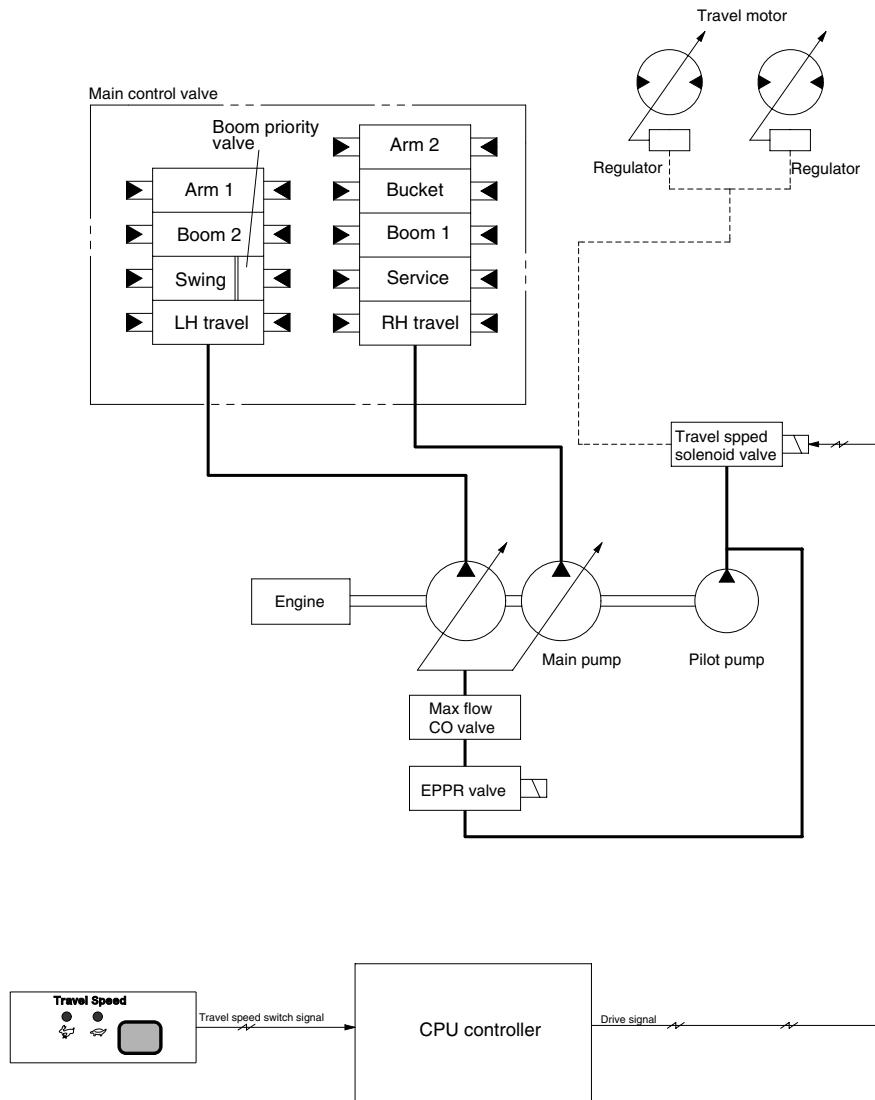 Travel motor
Main control valve
Boom priority
valve
Arm 2
Regulator
Regulator
Arm 1
Bucket
Boom 2
Boom 1
Swing
Service
LH travel
RH travel
Travel spped
solenoid valve
Engine
Main pump
Pilot pump
Max flow
CO valve
EPPR valve
Travel Speed
Travel speed switch signal
CPU controller
Drive signal